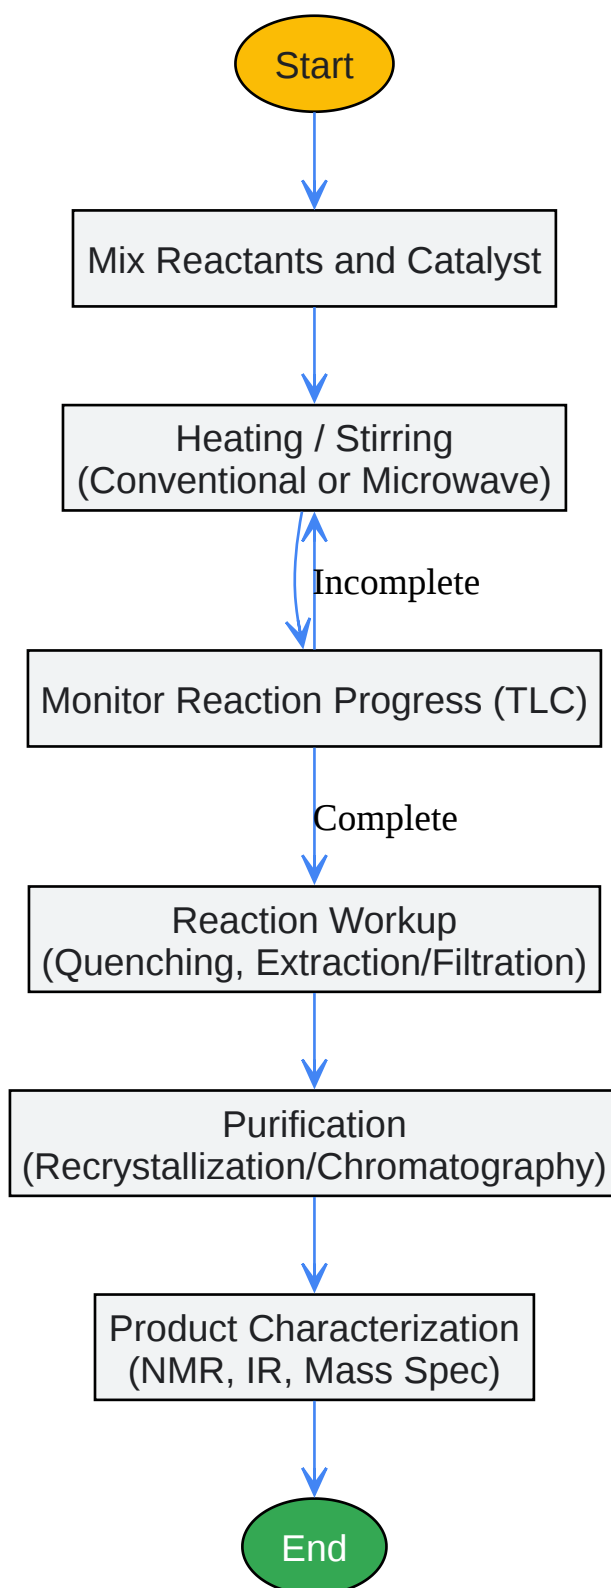 Start
Mix Reactants and Catalyst
Heating / Stirring
(Conventional or Microwave)
Incomplete
Monitor Reaction Progress (TLC)
Complete
Reaction Workup
(Quenching, Extraction/Filtration)
Purification
(Recrystallization/Chromatography)
Product Characterization
(NMR, IR, Mass Spec)
End